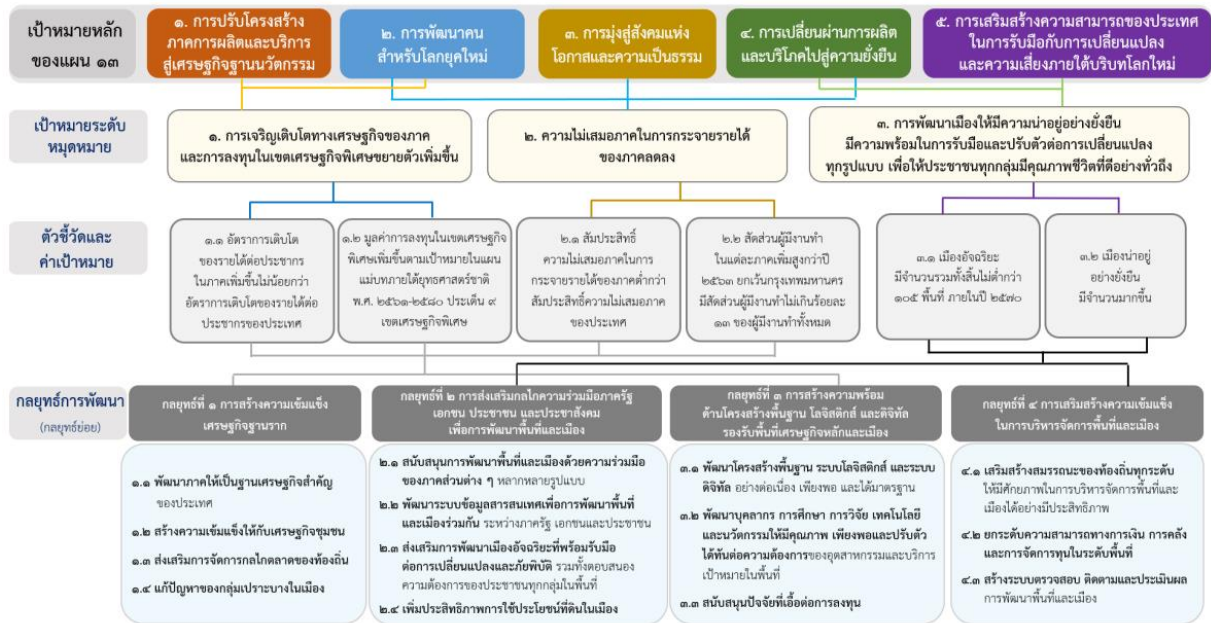 เป้าหมายหลัก
ของแผน ๑๓
๑. การปรับโครงสร้าง
ภาคการผลิตและบริการ
สู่เศรษฐกิจฐานนวัตกรรม
๒. การพัฒนาคน
สำหรับโลกยุคใหม่
๓. การมุ่งสู่สังคมแห่ง
โอกาสและความเป็นธรรม
๔. การเปลี่ยนผ่านการผลิต
และบริโภคไปสู่ความยั่งยืน
๕. การเสริมสร้างความสามารถของประเทศ
ในการรับมือกับการเปลี่ยนแปลง
และความเสี่ยงภายใต้บริบทโลกใหม่
เป้าหมายระดับ
หมุดหมาย
๑. การเจริญเติบโตทางเศรษฐกิจของภาค
และการลงทุนในเขตเศรษฐกิจพิเศษขยายตัวเพิ่มขึ้น
๒. ความไม่เสมอภาคในการกระจายรายได้
ของภาคลดลง
๓. การพัฒนาเมืองให้มีความน่าอยู่อย่างยั่งยืน
มีความพร้อมในการรับมือและปรับตัวต่อการเปลี่ยนแปลง
ทุกรูปแบบ เพื่อให้ประชาชนทุกกลุ่มมีคุณภาพชีวิตที่ดีอย่างทั่วถึง
ตัวชี้วัดและ
ค่าเป้าหมาย
๑.๑ อัตราการเติบโต
ของรายได้ต่อประชากร
ในภาคเพิ่มขึ้นไม่น้อยกว่า
อัตราการเติบโตของรายได้ต่อ
ประชากรของประเทศ
๑.๒ มูลค่าการลงทุนในเขตเศรษฐกิจ
พิเศษเพิ่มขึ้นตามเป้าหมายในแผน
แม่บทภายใต้ยุทธศาสตร์ชาติ
พ.ศ. ๒๕๖๑-๒๕๘๐ ประเด็น ๙
เขตเศรษฐกิจพิเศษ
๒.๑ สัมประสิทธิ์
ความไม่เสมอภาคในการ
กระจายรายได้ของภาคต่ำกว่า
สัมประสิทธิ์ความไม่เสมอภาค
ของประเทศ
๒.๒ สัดส่วนผู้มีงานทำ
ในแต่ละภาคเพิ่มสูงกว่าปี
๒๕๖๓ ยกเว้นกรุงเทพมหานคร
มีสัดส่วนผู้มีงานทำไม่เกินร้อยละ
๑๓ ของผู้มีงานทำทั้งหมด
๓.๑ เมืองอัจฉริยะ
มีจำนวนรวมทั้งสิ้นไม่ต่ำกว่า
๑๐๕ พื้นที่ ภายในปี ๒๕๗๐
๓.๒ เมืองน่าอยู่
อย่างยั่งยืน
มีจำนวนมากขึ้น
กลยุทธ์การพัฒนา
(กลยุทธ์ย่อย)
กลยุทธ์ที่ ๑ การสร้างความเข้มแข็ง
เศรษฐกิจฐานราก
๑.๑ พัฒนาภาคให้เป็นฐานเศรษฐกิจสำคัญ
ของประเทศ
๑.๒ สร้างความเข้มแข็งให้กับเศรษฐกิจชุมชน
๑.๓ ส่งเสริมการจัดการกลไกตลาดของท้องถิ่น
๑.๔ แก้ปัญหาของกลุ่มเปราะบางในเมือง
กลยุทธ์ที่ ๒ การส่งเสริมกลไกความร่วมมือภาครัฐ
เอกชน ประชาชน และประชาสังคม
เพื่อการพัฒนาพื้นที่และเมือง
๒.๑ สนับสนุนการพัฒนาพื้นที่และเมืองด้วยความร่วมมือ
ของภาคส่วนต่าง ๆ หลากหลายรูปแบบ
๒.๒ พัฒนาระบบข้อมูลสารสนเทศเพื่อการพัฒนาพื้นที่
และเมืองร่วมกัน ระหว่างภาครัฐ เอกชนและประชาชน
๒.๓ ส่งเสริมการพัฒนาเมืองอัจฉริยะที่พร้อมรับมือ
ต่อการเปลี่ยนแปลงและภัยพิบัติ รวมทั้งตอบสนอง
ความต้องการของประชาชนทุกกลุ่มในพื้นที่
๒.๔ เพิ่มประสิทธิภาพการใช้ประโยชน์ที่ดินในเมือง
กลยุทธ์ที่ ๓ การสร้างความพร้อม
ด้านโครงสร้างพื้นฐาน โลจิสติกส์ และดิจิทัล
รองรับพื้นที่เศรษฐกิจหลักและเมือง
๓.๑ พัฒนาโครงสร้างพื้นฐาน ระบบโลจิสติกส์ และระบบ
ดิจิทัล อย่างต่อเนื่อง เพียงพอ และได้มาตรฐาน
๓.๒ พัฒนาบุคลากร การศึกษา การวิจัย เทคโนโลยี
และนวัตกรรมให้มีคุณภาพ เพียงพอและปรับตัว
ได้ทันต่อความต้องการของอุตสาหกรรมและบริการ
เป้าหมายในพื้นที่
๓.๓ สนับสนุนปัจจัยที่เอื้อต่อการลงทุน
กลยุทธ์ที่ ๔ การเสริมสร้างความเข้มแข็ง
ในการบริหารจัดการพื้นที่และเมือง
๔.๑ เสริมสร้างสมรรถนะของท้องถิ่นทุกระดับ
ให้มีศักยภาพในการบริหารจัดการพื้นที่และ
เมืองได้อย่างมีประสิทธิภาพ
๔.๒ ยกระดับความสามารถทางการเงิน การคลัง
และการจัดการทุนในระดับพื้นที่
๔.๓ สร้างระบบตรวจสอบ ติดตามและประเมินผล
การพัฒนาพื้นที่และเมือง